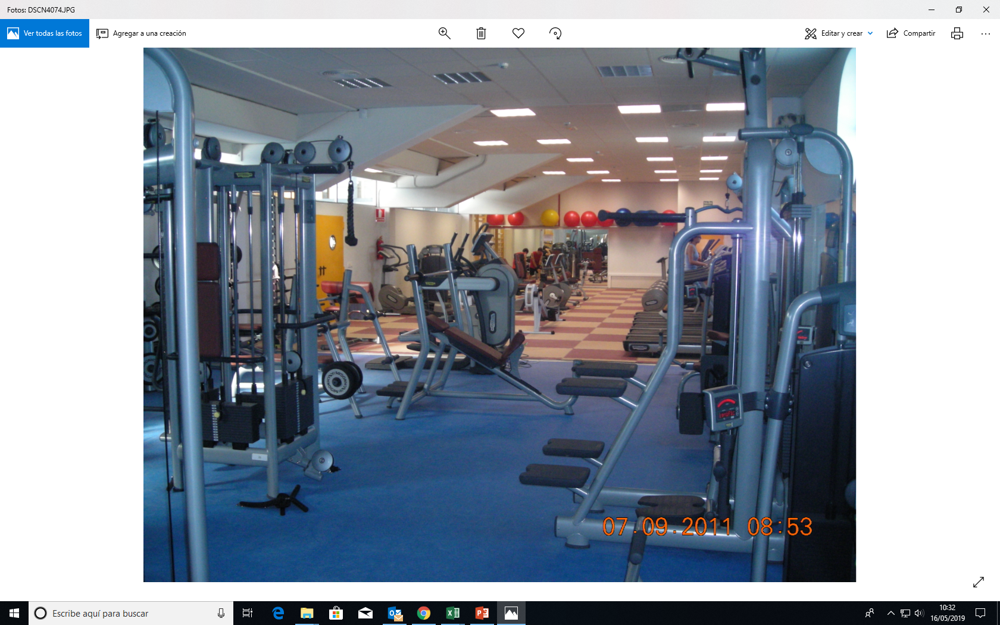 Fotos: DSCN4074.JPG
Ver todas las fotos
Agregar a una creación
Editar y crear
Compartir
07.09.2011 08:53
Escribe aquí para buscar
10:32
16/05/2019